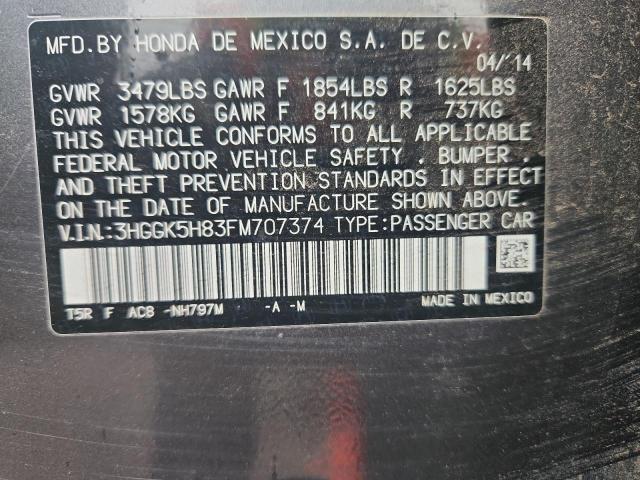 MFD.BY HONDA DE MEXICO S.A. DE C.V.
04/'14
GVWR 3479LBS GAWR F 1854LBS R 1625LBS
GVWR 1578KG GAWR F 841KG R 737KG
THIS VEHICLE CONFORMS TO ALL APPLICABLE
FEDERAL MOTOR VEHICLE SAFETY . BUMPER .
AND THEFT PREVENTION STANDARDS IN EFFECT
ON THE DATE OF MANUFACTURE SHOWN ABOVE.
V.I.N:3HGGK5H83FM707374 TYPE:PASSENGER CAR
T5R F AC8 -NH797M -A -M MADE IN MEXICO